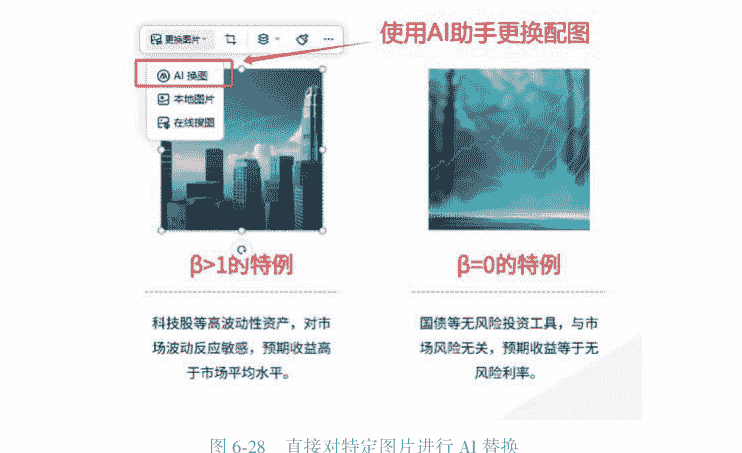 更换图片
使用AI助手更换配图
AI 换图
本地图片
在线搜图
β>1的特例
β=0的特例
科技股等高波动性资产，对市
场波动反应敏感，预期收益高
于市场平均水平。
国债等无风险投资工具，与市
场风险无关，预期收益等于无
风险利率。
图 6-28 直接对特定图片进行 AI 替换